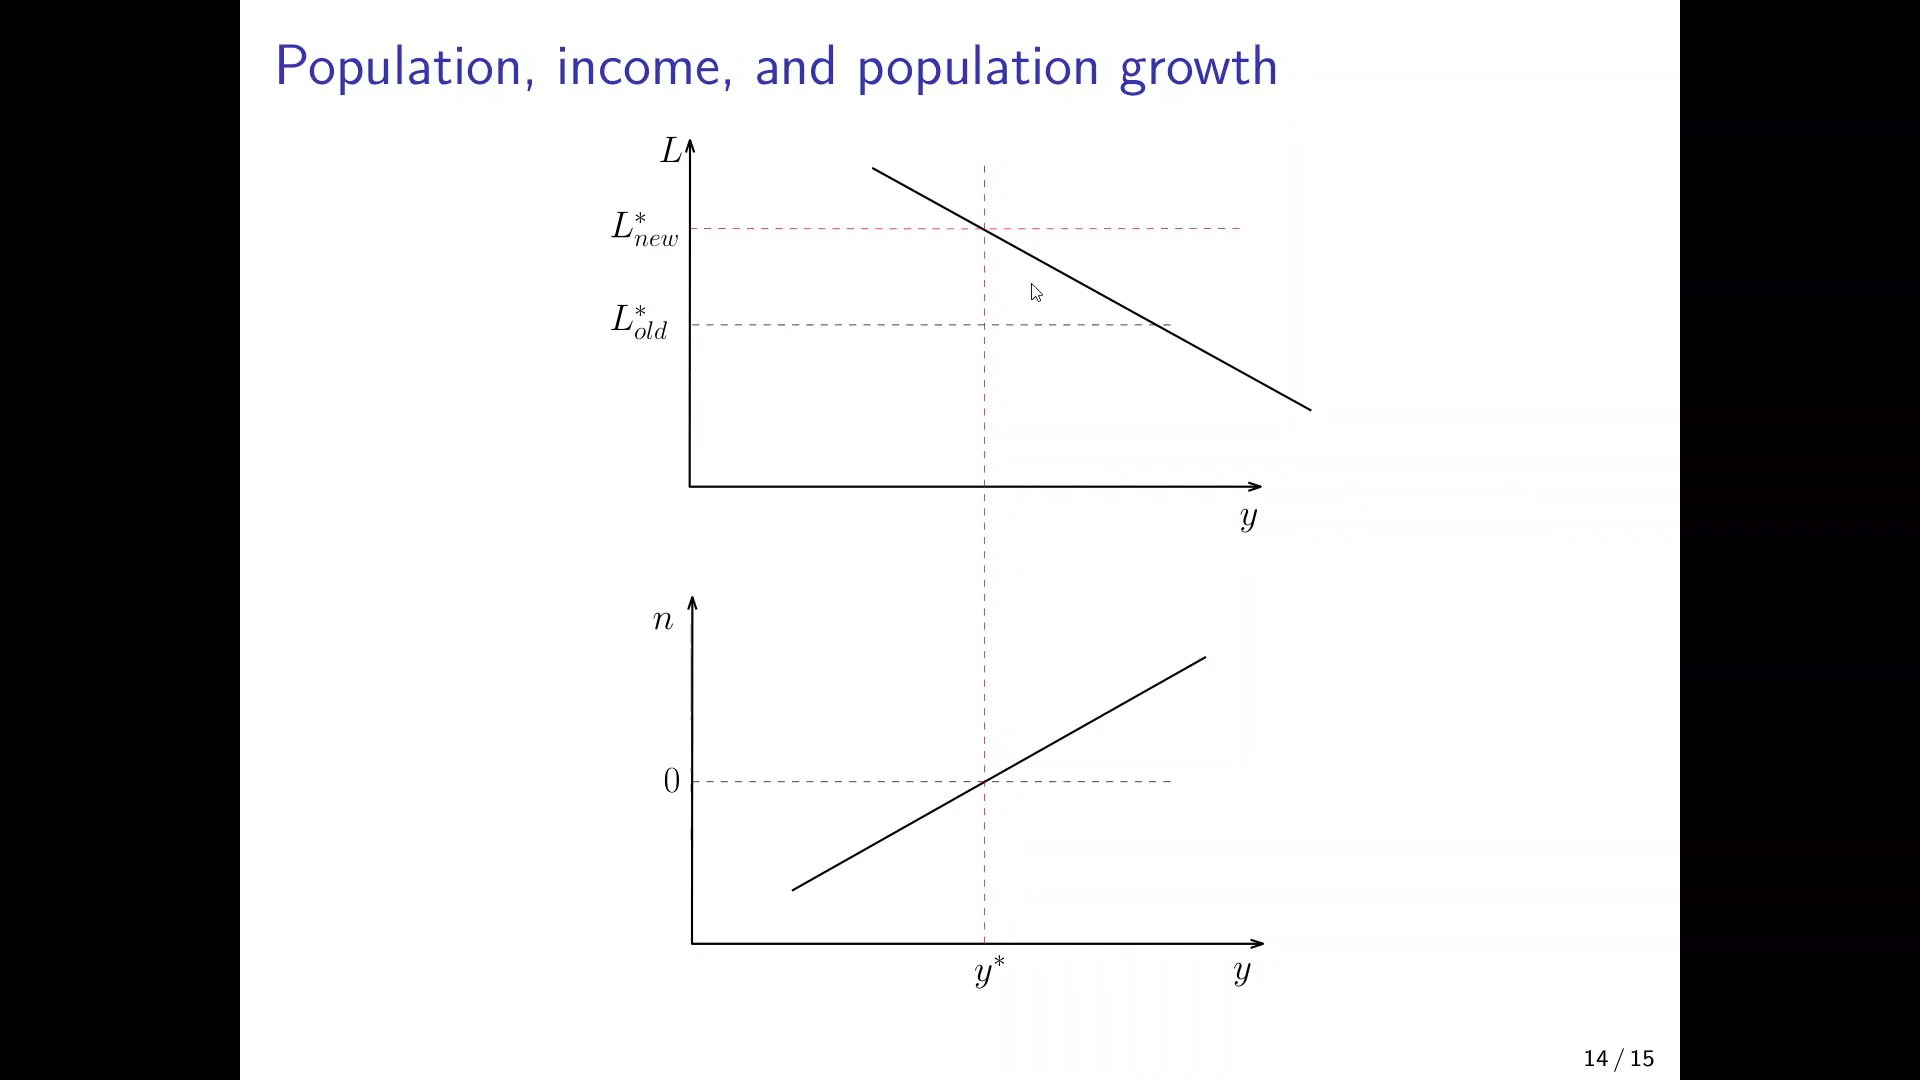 Population, income, and population growth
L
L*new
L*old
y
n
0
y*
y
14 / 15